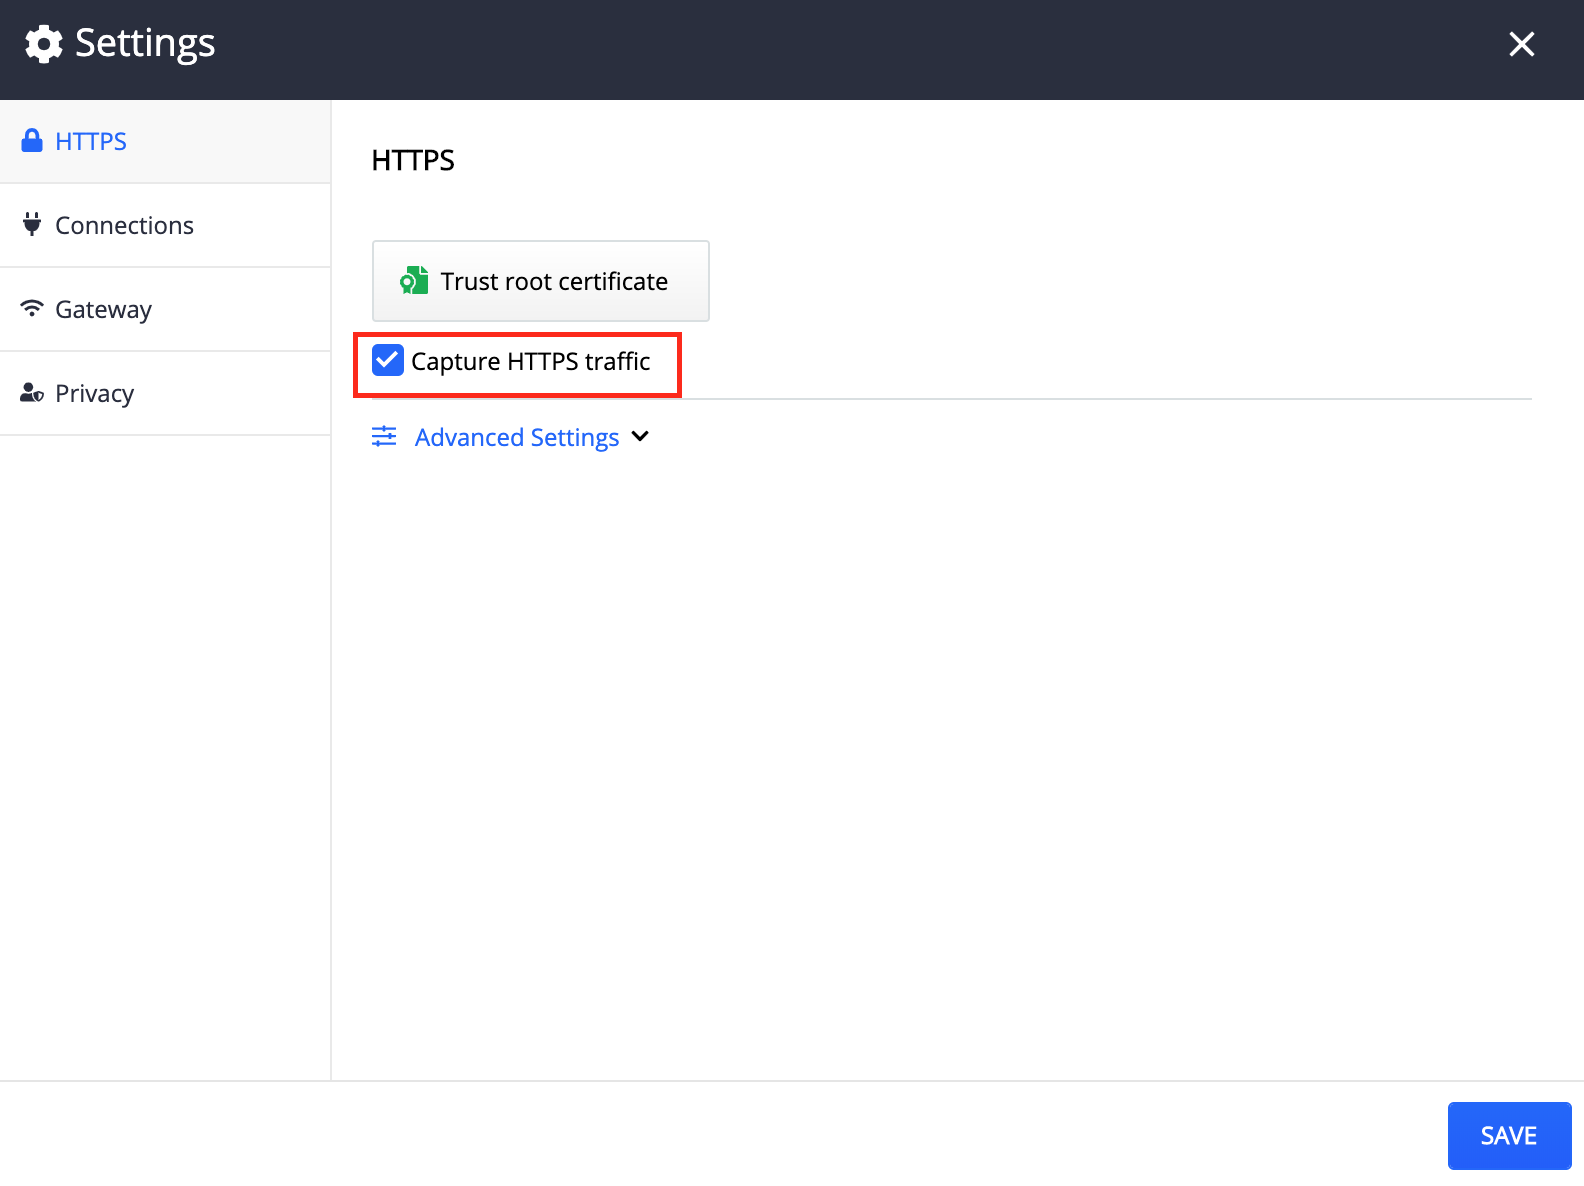 Settings
HTTPS
Connections
Gateway
Privacy
HTTPS
Trust root certificate
Capture HTTPS traffic
Advanced Settings
SAVE